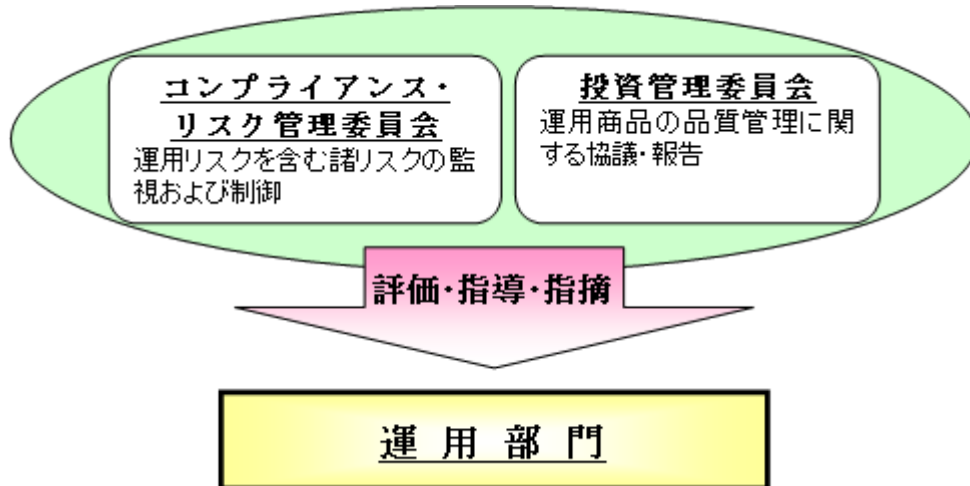 コンプライアンス・
リスク管理委員会
運用リスクを含む諸リスクの監
視および制御
投資管理委員会
運用商品の品質管理に関
する協議・報告
評価・指導・指摘
運用部門